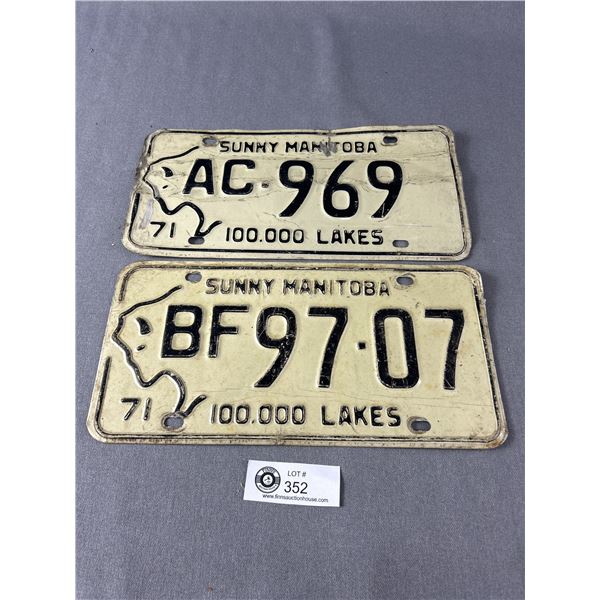 SUNNY MANITOBA
AC·969
71 100.000 LAKES
SUNNY MANITOBA
BF97·07
71 100.000 LAKES
LOT #
352
www.finnsauctionhouse.com